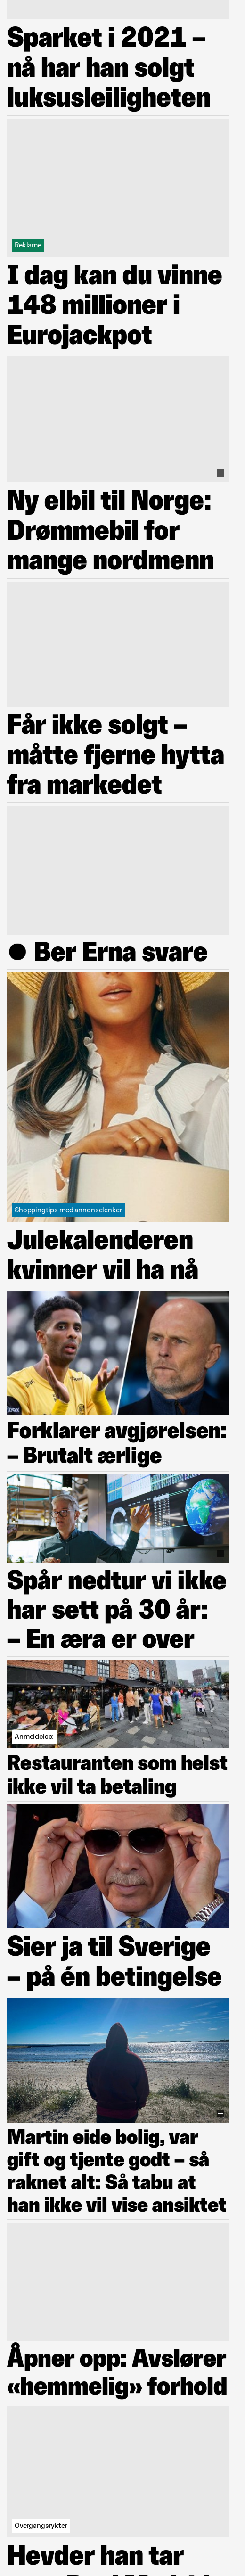 Sparket i 2021 –
nå har han solgt
luksusleiligheten
Reklame
I dag kan du vinne
148 millioner i
Eurojackpot
Ny elbil til Norge:
Drømmebil for
mange nordmenn
Får ikke solgt –
måtte fjerne hytta
fra markedet
● Ber Erna svare
Shoppingtips med annonselenker
Julekalenderen
kvinner vil ha nå
Forklarer avgjørelsen:
– Brutalt ærlige
Spår nedtur vi ikke
har sett på 30 år:
– En æra er over
Anmeldelse:
Restauranten som helst
ikke vil ta betaling
Sier ja til Sverige
– på én betingelse
Martin eide bolig, var
gift og tjente godt – så
raknet alt: Så tabu at
han ikke vil vise ansiktet
Åpner opp: Avslører
«hemmelig» forhold
Overgangsrykter
Hevder han tar